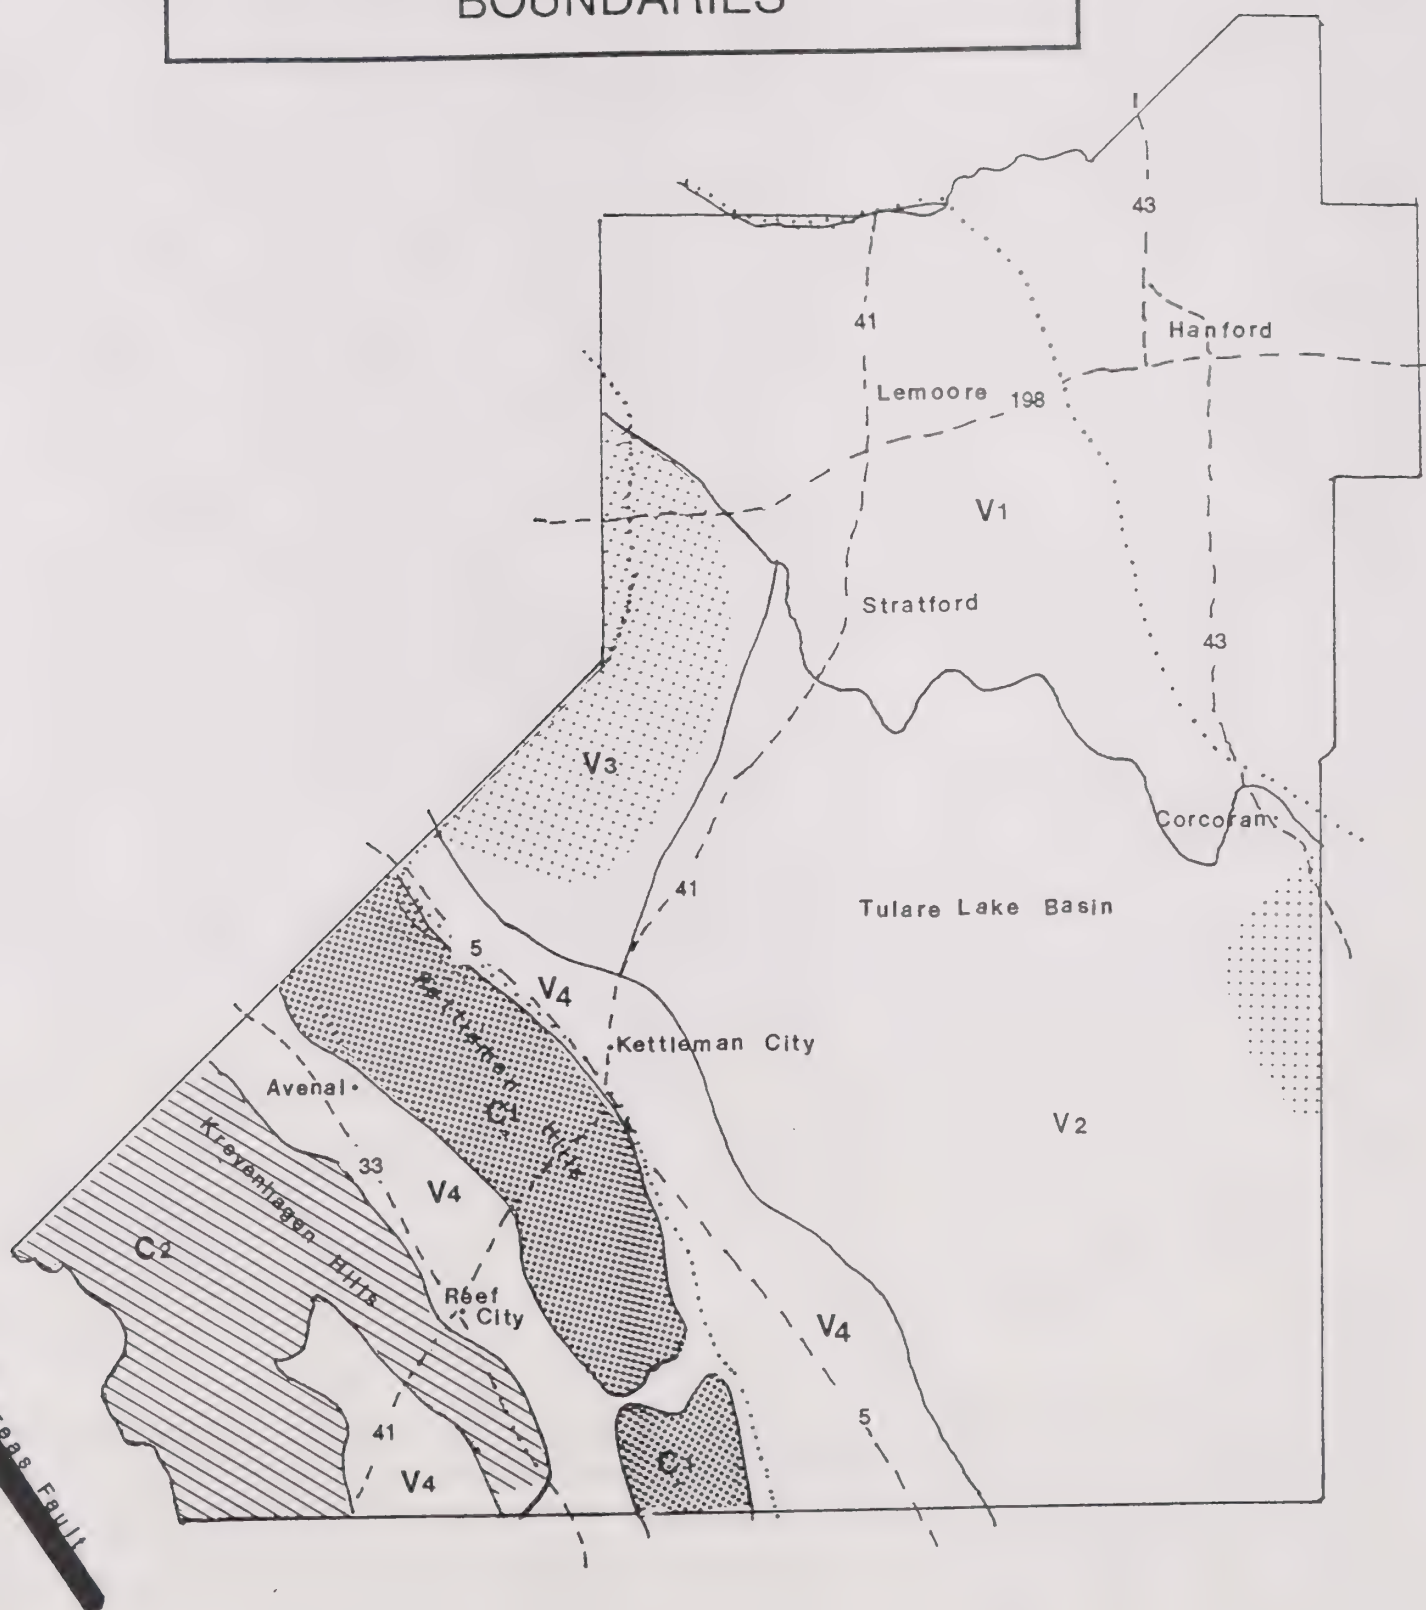 BOUNDARIES
43
41
Hanford
Lemoore
198
V1
Stratford
43
V3
Corcoran
41
Tulare Lake Basin
5
V4
Kettleman City
Kettleman Hills
Avenal
C1
V2
Kreyenhagen Hills
33
V4
C2
Reef
City
V4
5
41
C1
V4
Fault